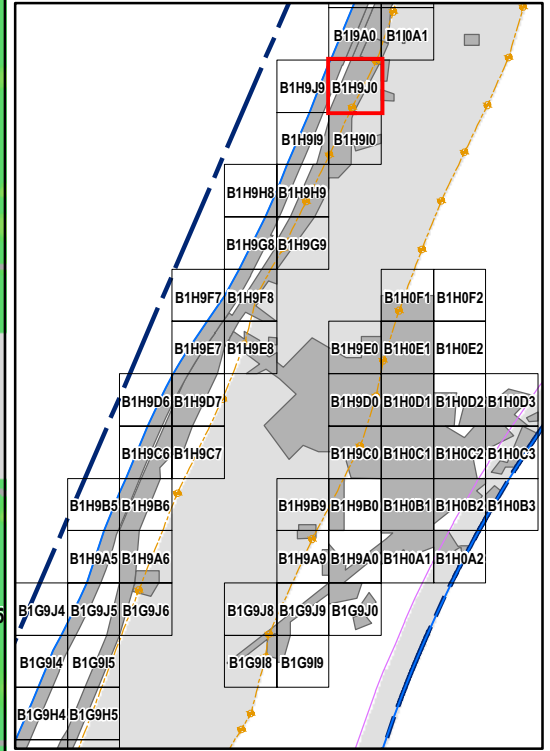 B1I9A0 B1I0A1
B1H9J9 B1H9J0
B1H9I9 B1H9I0
B1H9H8 B1H9H9
B1H9G8 B1H9G9
B1H9F7 B1H9F8 B1H0F1 B1H0F2
B1H9E7 B1H9E8 B1H9E0 B1H0E1 B1H0E2
B1H9D6 B1H9D7 B1H9D0 B1H0D1 B1H0D2 B1H0D3
B1H9C6 B1H9C7 B1H9C0 B1H0C1 B1H0C2 B1H0C3
B1H9B5 B1H9B6 B1H9B9 B1H9B0 B1H0B1 B1H0B2 B1H0B3
B1H9A5 B1H9A6 B1H9A9 B1H9A0 B1H0A1 B1H0A2
B1G9J4 B1G9J5 B1G9J6 B1G9J8 B1G9J9 B1G9J0
B1G9I4 B1G9I5 B1G9I8 B1G9I9
B1G9H4 B1G9H5